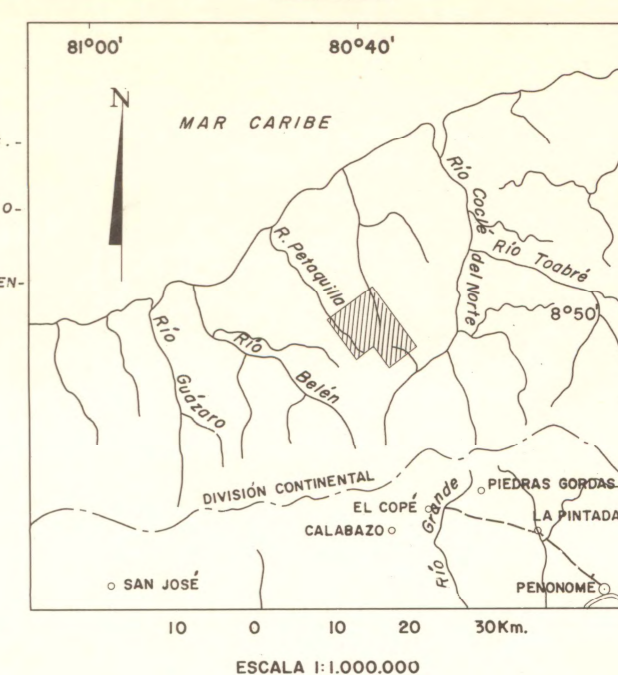 81°00' 80°40'
N
MAR CARIBE
O-
EN-
Río Coclé del Norte
Río Toabré
R. Petaquilla
8°50'
Río Guázaro
Río Belén
DIVISIÓN CONTINENTAL
PIEDRAS GORDAS
EL COPÉ
Río Grande
LA PINTADA
CALABAZO
SAN JOSÉ
PENONOMÉ
10 0 10 20 30Km.
ESCALA 1:1.000.000